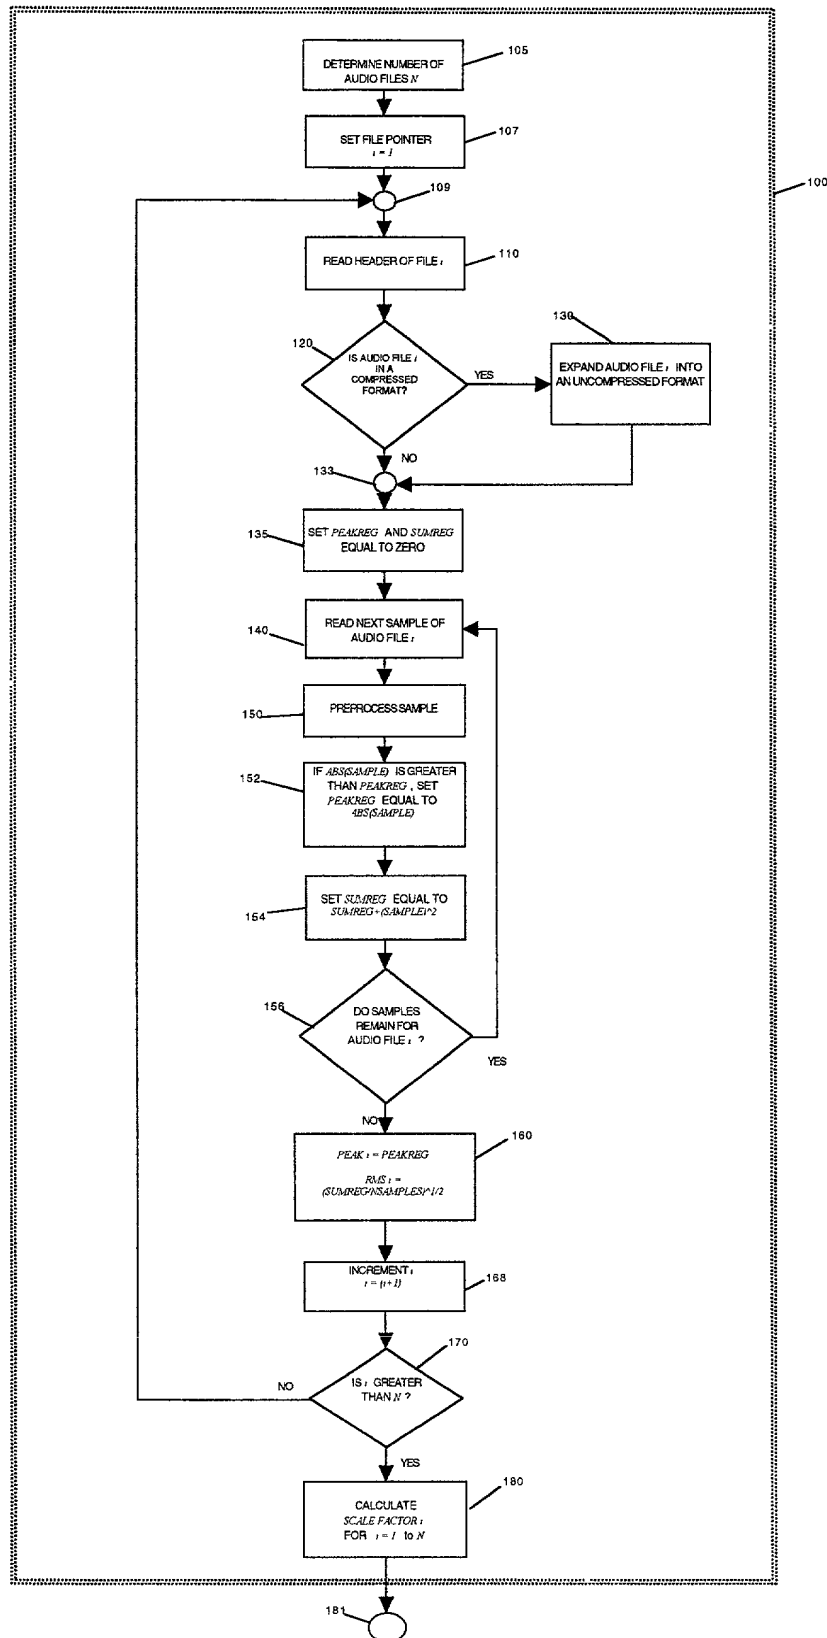 105
DETERMINE NUMBER OF
AUDIO FILES N
107
SET FILE POINTER
i = 1
109
100
READ HEADER OF FILE i
110
130
120
IS AUDIO FILE i
IN A
COMPRESSED
FORMAT?
YES
EXPAND AUDIO FILE i INTO
AN UNCOMPRESSED FORMAT
NO
133
135
SET PEAKREG AND SUMREG
EQUAL TO ZERO
140
READ NEXT SAMPLE OF
AUDIO FILE i
150
PREPROCESS SAMPLE
152
IF ABS(SAMPLE) IS GREATER
THAN PEAKREG, SET
PEAKREG EQUAL TO
ABS(SAMPLE)
154
SET SUMREG EQUAL TO
SUMREG+(SAMPLE)^2
156
DO SAMPLES
REMAIN FOR
AUDIO FILE i ?
YES
NO
160
PEAK i = PEAKREG
RMS i =
(SUMREG/NSAMPLES)^1/2
INCREMENT i
i = (i+1)
168
170
IS i GREATER
THAN N ?
NO
YES
180
CALCULATE
SCALE FACTOR i
FOR i = 1 to N
181